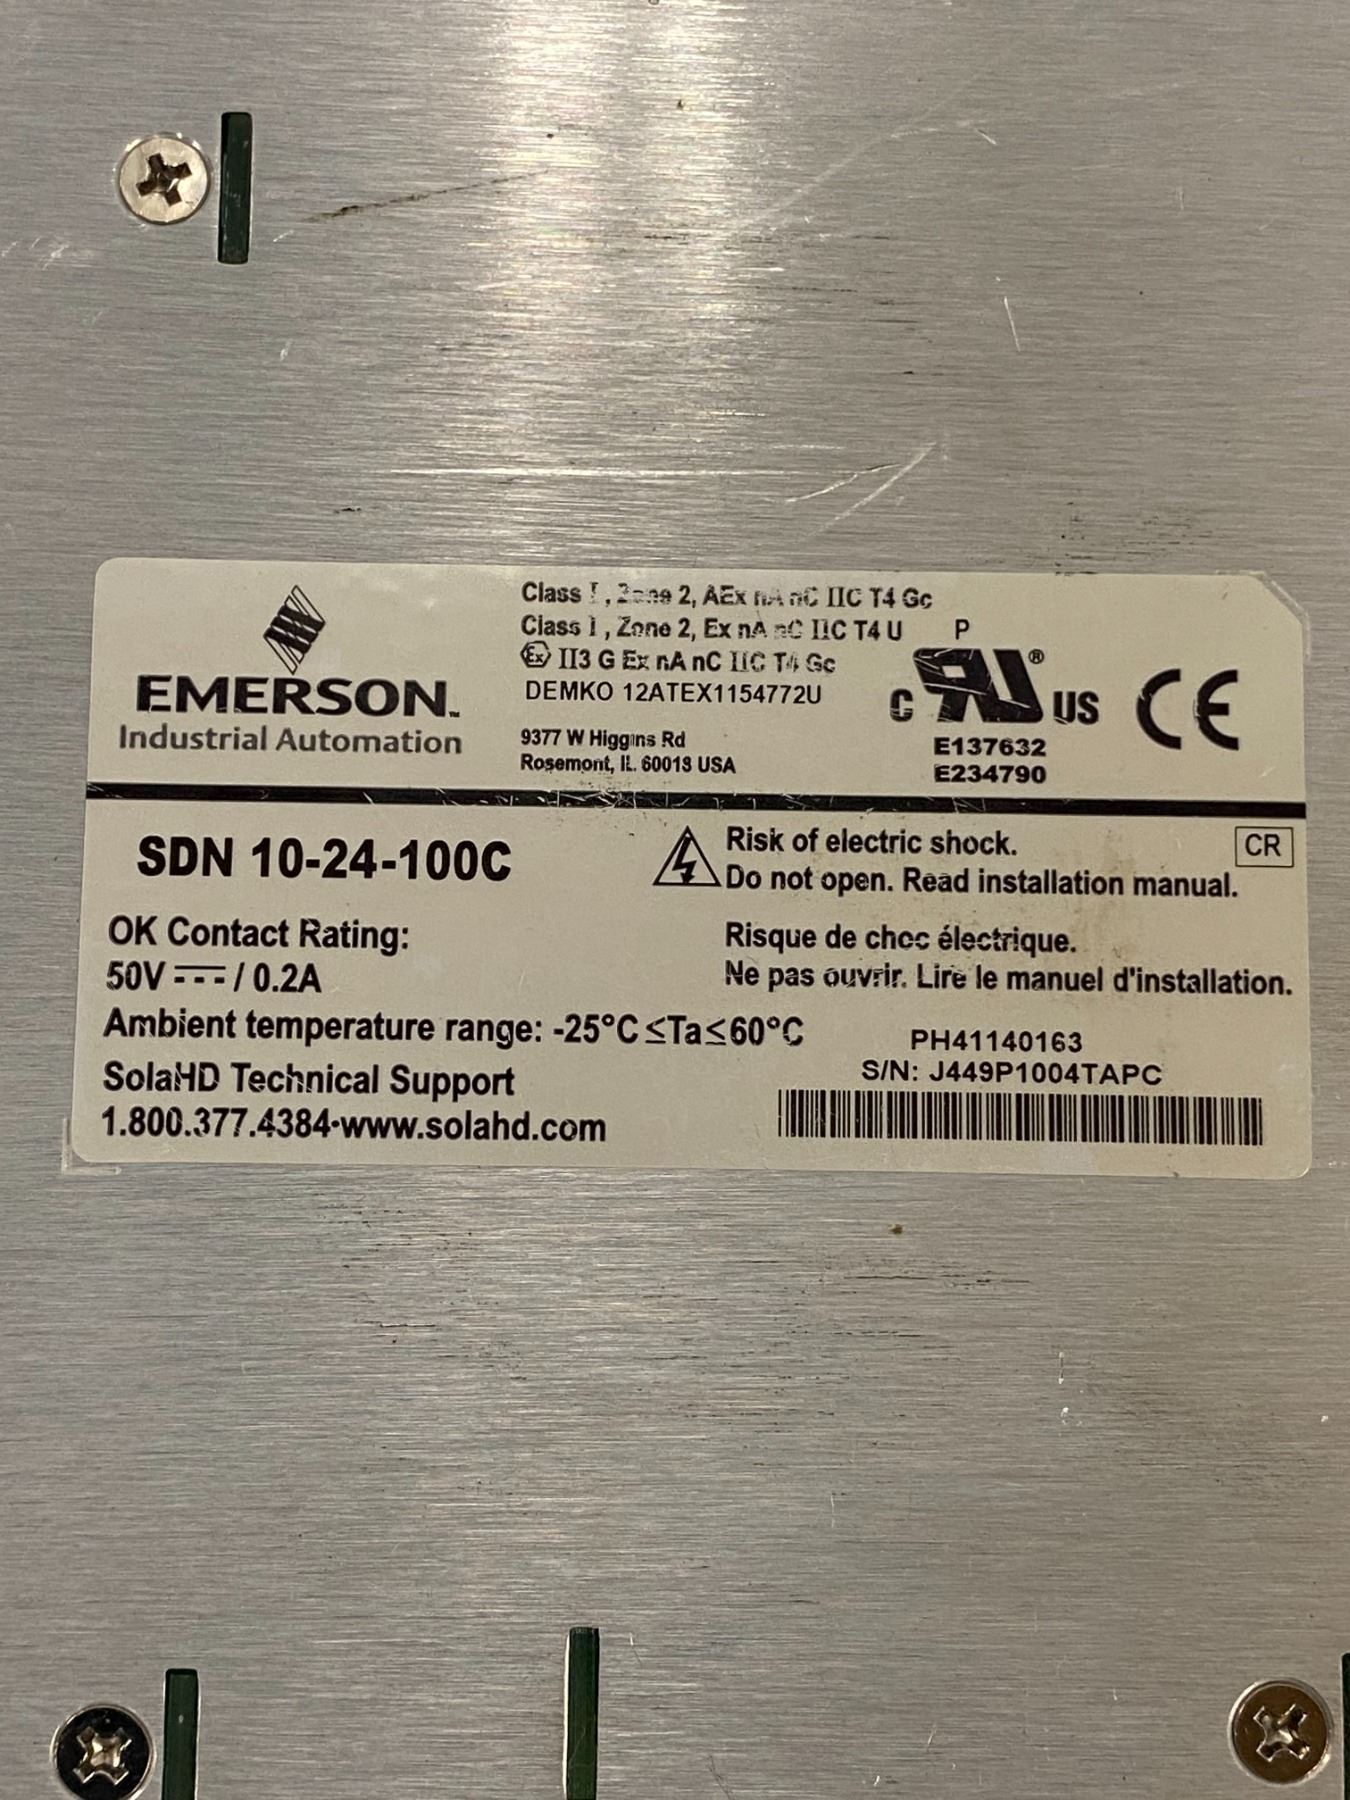 EMERSON.
Industrial Automation
Class I, Zone 2, AEx nA nC IIC T4 Gc
Class I, Zone 2, Ex nA nC IIC T4 U
Ex II3 G Ex nA nC IIC T4 Gc
DEMKO 12ATEX1154772U
9377 W Higgins Rd
Rosemont, IL. 60018 USA
P
C RU ® US
E137632
E234790
CE
SDN 10-24-100C
Risk of electric shock.
Do not open. Read installation manual.
CR
OK Contact Rating:
50V ⎓ / 0.2A
Risque de choc électrique.
Ne pas ouvrir. Lire le manuel d'installation.
Ambient temperature range: -25°C ≤Ta≤60°C
SolaHD Technical Support
1.800.377.4384·www.solahd.com
PH41140163
S/N: J449P1004TAPC